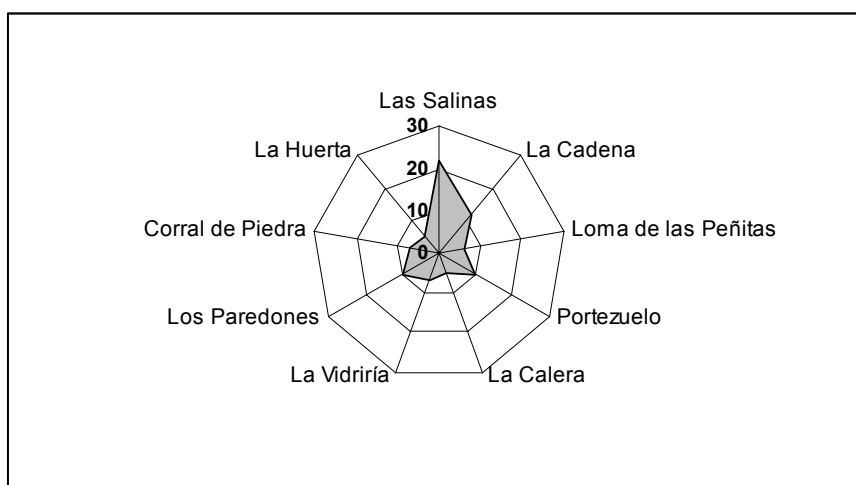 Las Salinas
30
La Huerta
La Cadena
20
10
Corral de Piedra
Loma de las Peñitas
0
Los Paredones
Portezuelo
La Vidriría
La Calera